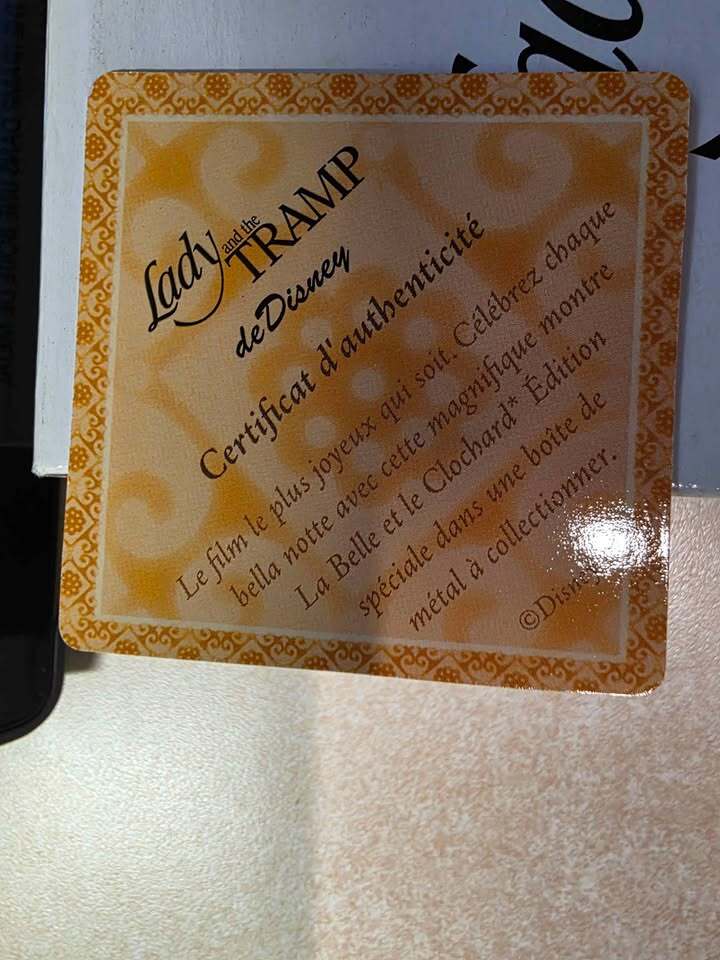 Lady
and the
TRAMP
de Disney
Certificat d'authenticité
Le film le plus joyeux qui soit. Célébrez chaque
bella notte avec cette magnifique montre
La Belle et le Clochard* Édition
spéciale dans une boîte de
métal à collectionner.
©Disney